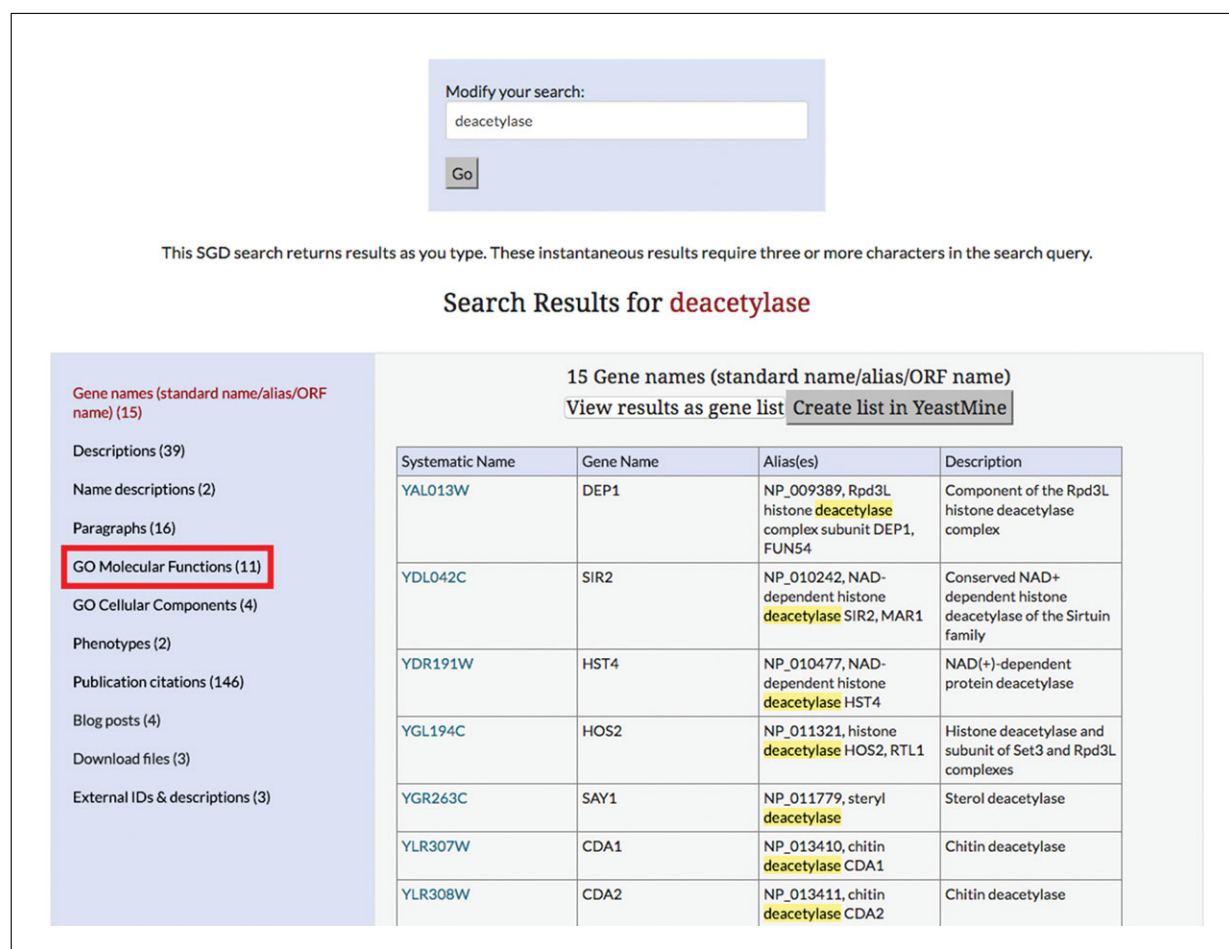 Modify your search:
deacetylase
Go
This SGD search returns results as you type. These instantaneous results require three or more characters in the search query.
Search Results for deacetylase
Gene names (standard name/alias/ORF
name) (15)
Descriptions (39)
Name descriptions (2)
Paragraphs (16)
GO Molecular Functions (11)
GO Cellular Components (4)
Phenotypes (2)
Publication citations (146)
Blog posts (4)
Download files (3)
External IDs & descriptions (3)
15 Gene names (standard name/alias/ORF name)
View results as gene list Create list in YeastMine
Systematic Name Gene Name Alias(es) Description
YAL013W DEP1 NP_009389, Rpd3L Component of the Rpd3L
histone deacetylase histone deacetylase
complex subunit DEP1, complex
FUN54
YDL042C SIR2 NP_010242, NAD- Conserved NAD+
dependent histone dependent histone
deacetylase SIR2, MAR1 deacetylase of the Sirtuin
family
YDR191W HST4 NP_010477, NAD- NAD(+)-dependent
dependent histone protein deacetylase
deacetylase HST4
YGL194C HOS2 NP_011321, histone Histone deacetylase and
deacetylase HOS2, RTL1 subunit of Set3 and Rpd3L
complexes
YGR263C SAY1 NP_011779, steryl Sterol deacetylase
deacetylase
YLR307W CDA1 NP_013410, chitin Chitin deacetylase
deacetylase CDA1
YLR308W CDA2 NP_013411, chitin Chitin deacetylase
deacetylase CDA2